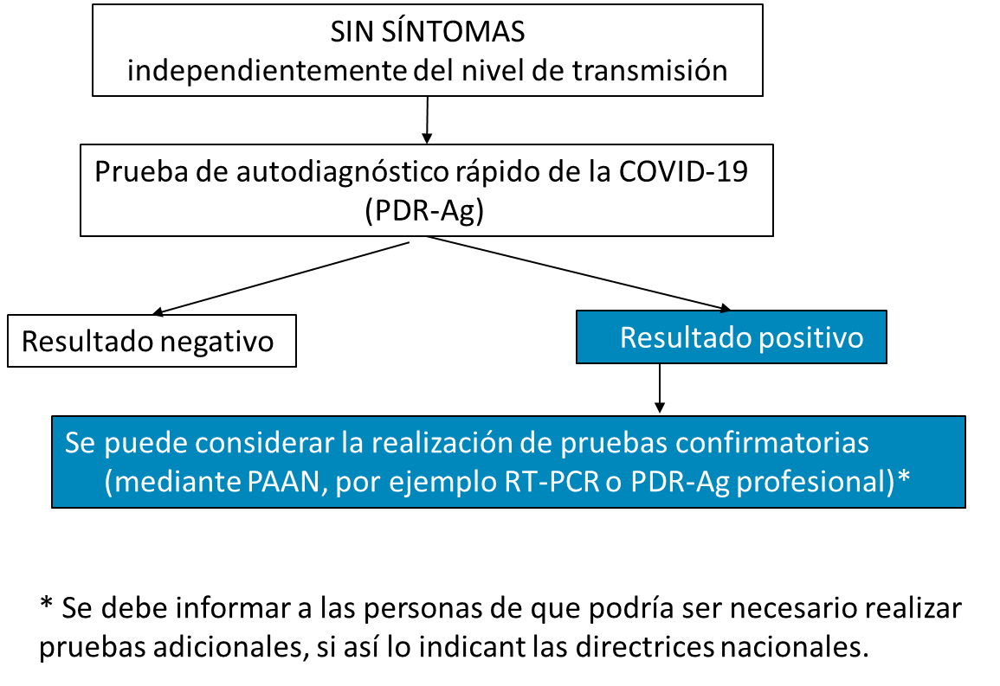 SIN SÍNTOMAS
independientemente del nivel de transmisión
Prueba de autodiagnóstico rápido de la COVID-19
(PDR-Ag)
Resultado negativo
Resultado positivo
Se puede considerar la realización de pruebas confirmatorias
(mediante PAAN, por ejemplo RT-PCR o PDR-Ag profesional)*
* Se debe informar a las personas de que podría ser necesario realizar
pruebas adicionales, si así lo indicant las directrices nacionales.